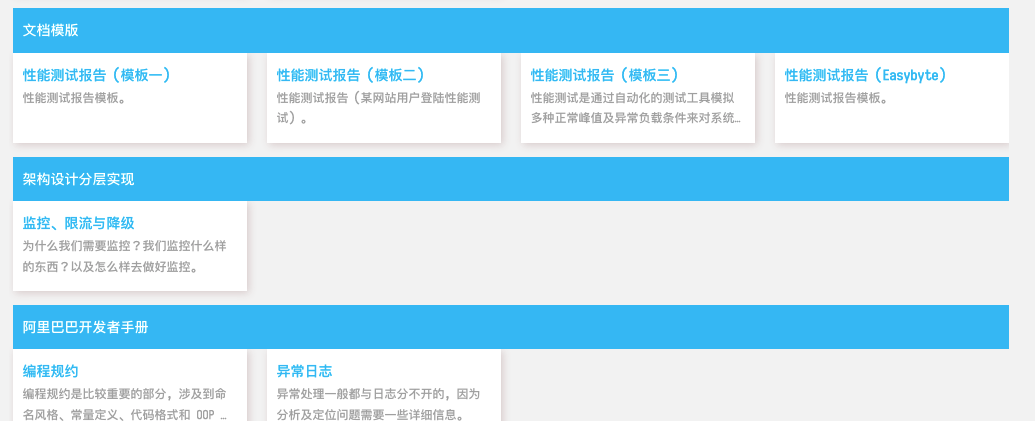 文档模版
性能测试报告（模板一）
性能测试报告模板。
性能测试报告（模板二）
性能测试报告（某网站用户登陆性能测
试）。
性能测试报告（模板三）
性能测试是通过自动化的测试工具模拟
多种正常峰值及异常负载条件来对系统…
性能测试报告（Easybyte）
性能测试报告模板。
架构设计分层实现
监控、限流与降级
为什么我们需要监控？我们监控什么样
的东西？以及怎么样去做好监控。
阿里巴巴开发者手册
编程规约
编程规约是比较重要的部分，涉及到命
名风格、常量定义、代码格式和 OOP …
异常日志
异常处理一般都与日志分不开的，因为
分析及定位问题需要一些详细信息。